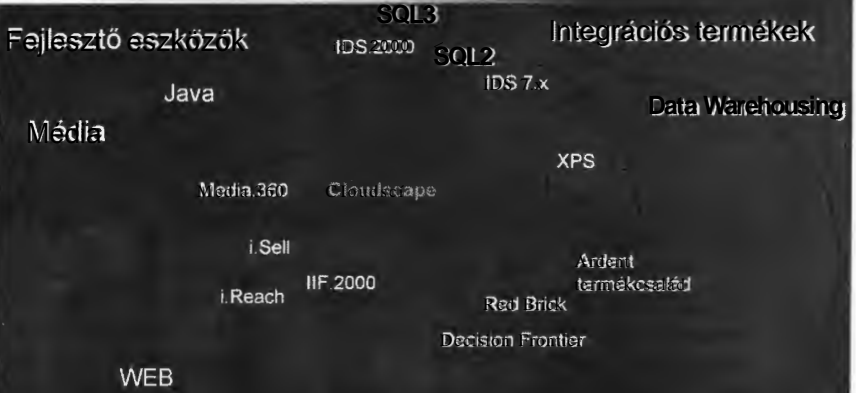 SQL3
Fejlesztő eszközök
IDS.2000
SQL2
Integrációs termékek
IDS 7.x
Java
Data Warehousing
Média
XPS
Media.360
Cloudscape
i.Sell
Ardent
termékcsalád
IIF.2000
i.Reach
Red Brick
Decision Frontier
WEB